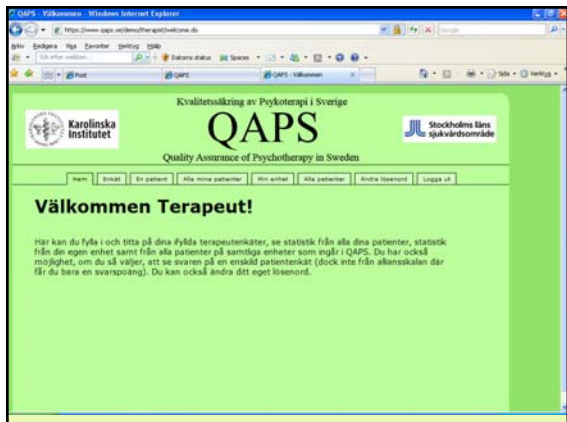 QAPS - Välkommen - Windows Internet Explorer
https://www.qaps.se/demo/therapist/welcome.do
Arkiv Redigera Visa Favoriter Verktyg Hjälp
Datorns status Spaces
Post QAPS QAPS - Välkommen Sida Verktyg
Kvalitetssäkring av Psykoterapi i Sverige
Karolinska
Institutet
QAPS
Stockholms läns
sjukvårdsområde
Quality Assurance of Psychotherapy in Sweden
Hem Enkät En patient Alla mina patienter Min enhet Alla patienter Ändra lösenord Logga ut
Välkommen Terapeut!
Här kan du fylla i och titta på dina ifyllda terapeutenkäter, se statistik från alla dina patienter, statistik
från din egen enhet samt från alla patienter på samtliga enheter som ingår i QAPS. Du har också
möjlighet, om du så väljer, att se svaren på en enskild patientenkät (dock inte från alliansskalan där
får du bara en svarspoäng). Du kan också ändra ditt eget lösenord.